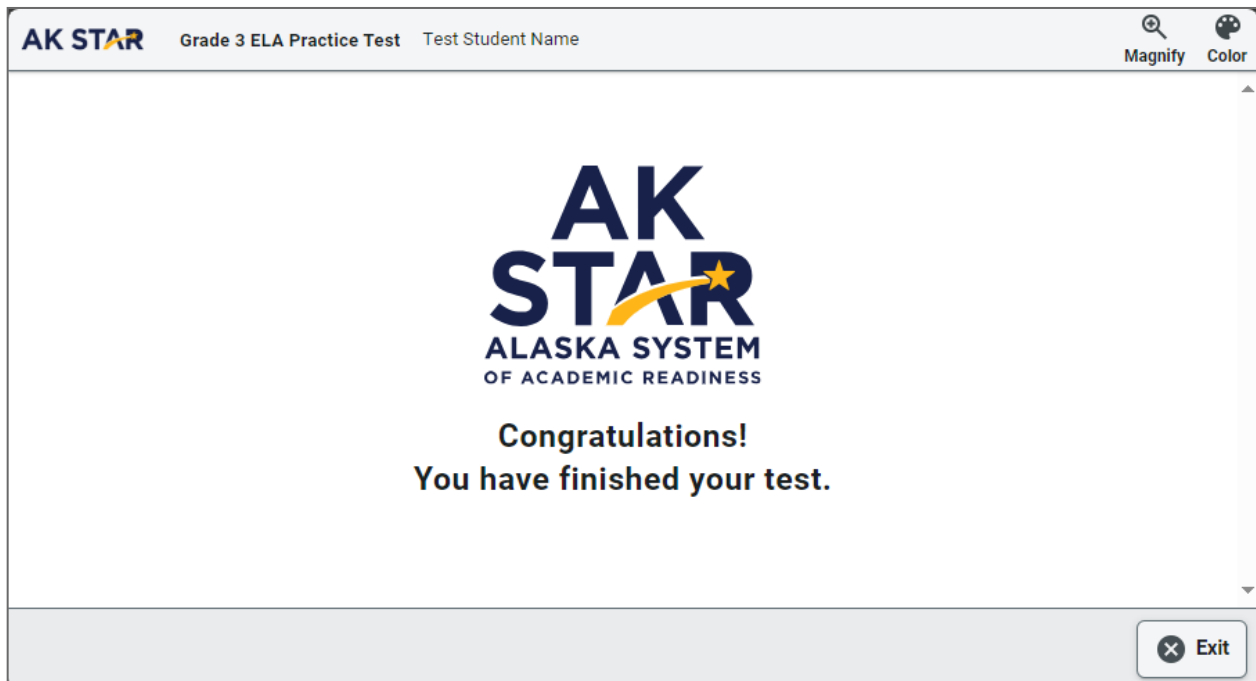 AK STAR Grade 3 ELA Practice Test Test Student Name
Magnify Color
AK
STAR
ALASKA SYSTEM
OF ACADEMIC READINESS
Congratulations!
You have finished your test.
Exit